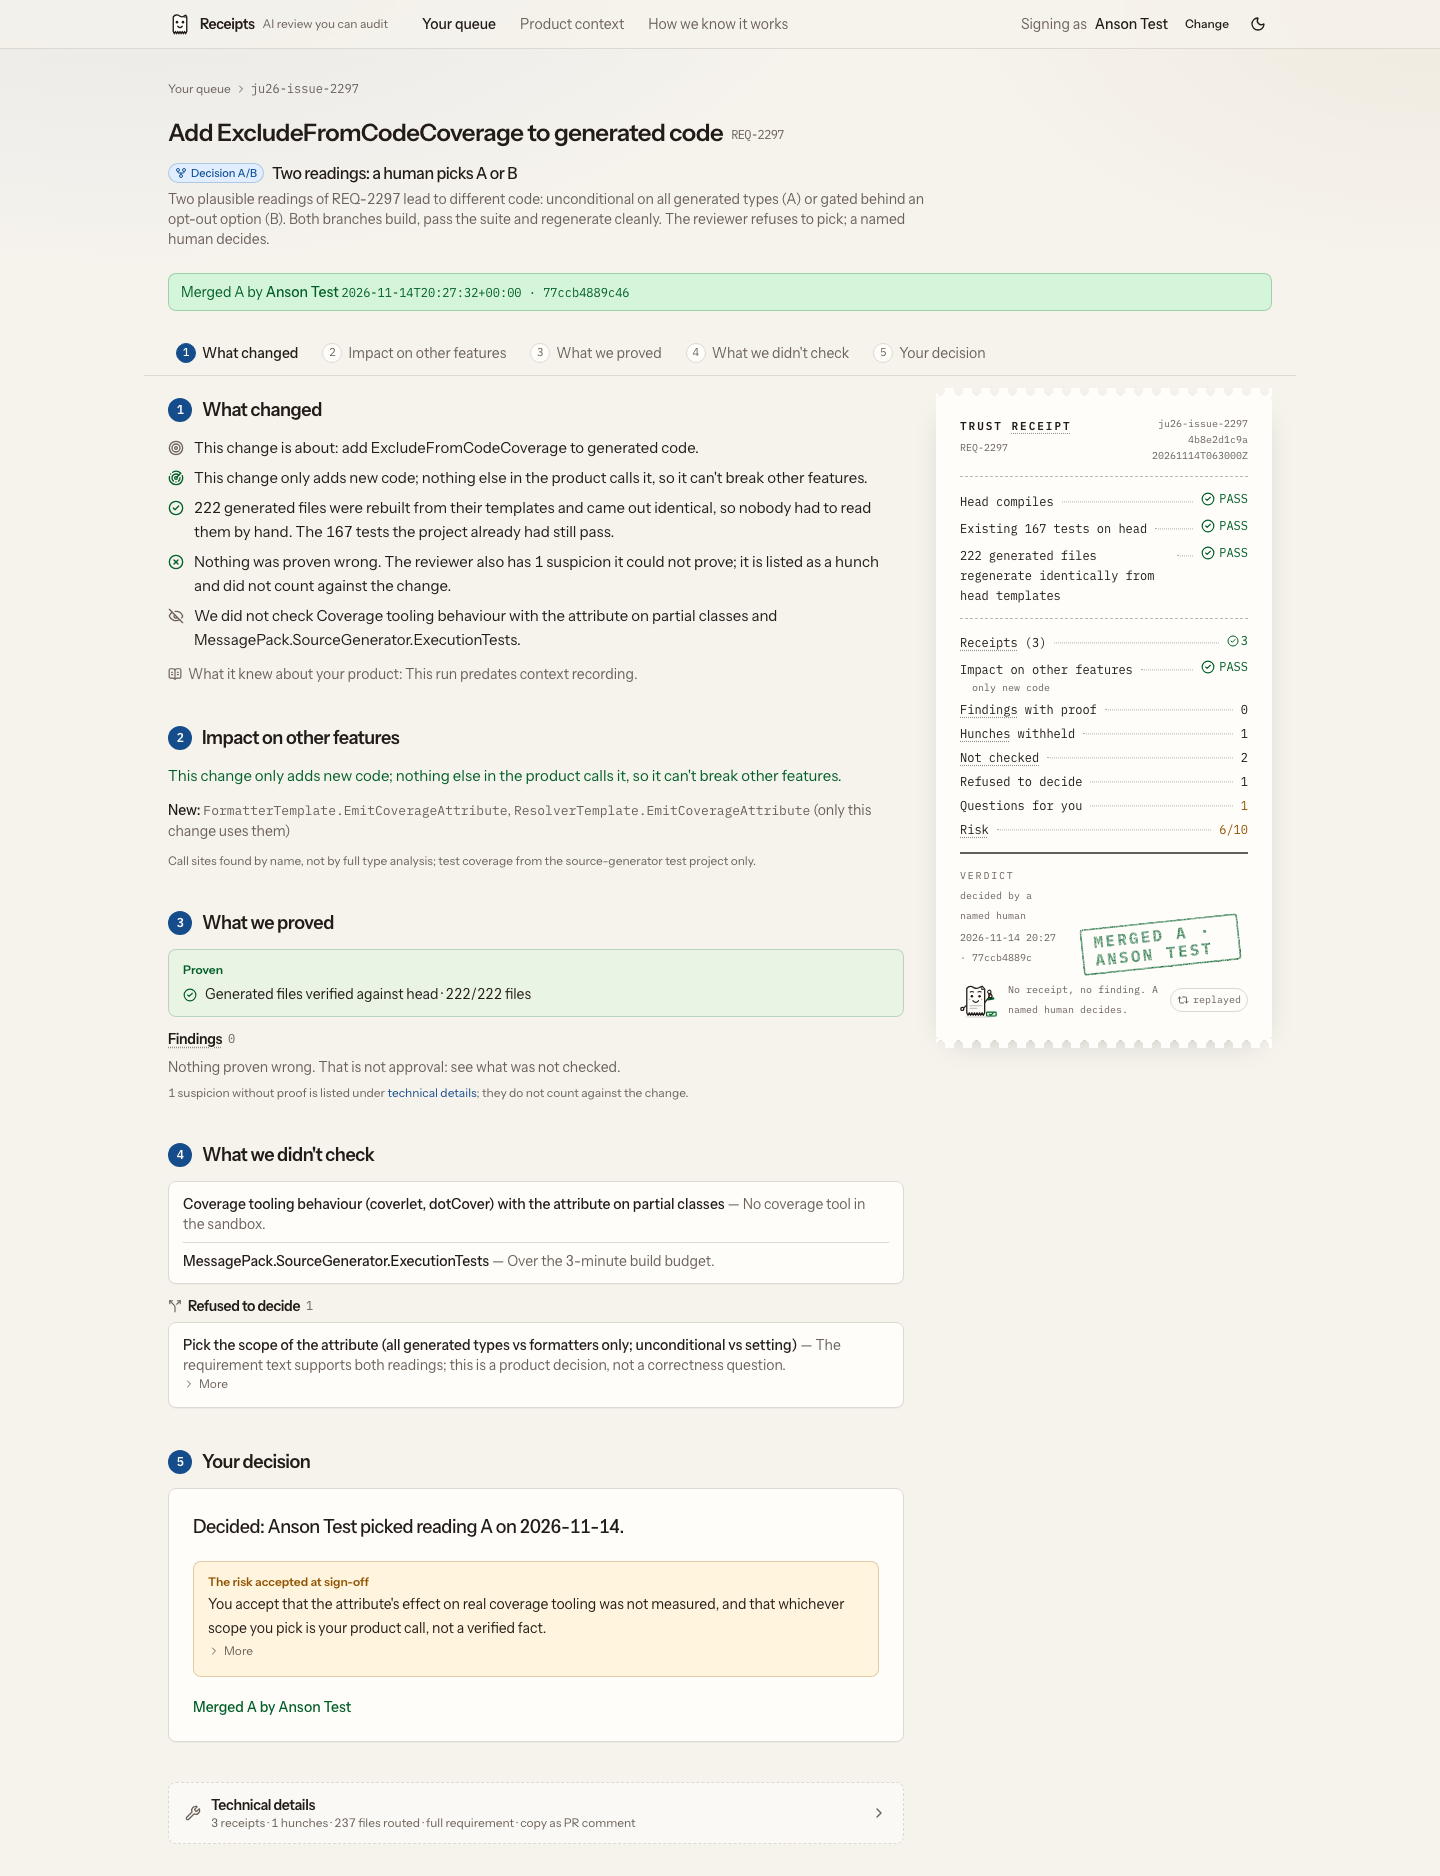 Receipts AI review you can audit Your queue Product context How we know it works Signing as Anson Test Change
Your queue > ju26-issue-2297
Add ExcludeFromCodeCoverage to generated code REQ-2297
Decision A/B Two readings: a human picks A or B
Two plausible readings of REQ-2297 lead to different code: unconditional on all generated types (A) or gated behind an
opt-out option (B). Both branches build, pass the suite and regenerate cleanly. The reviewer refuses to pick; a named
human decides.
Merged A by Anson Test 2026-11-14T20:27:32+00:00 · 77ccb4889c46
1 What changed 2 Impact on other features 3 What we proved 4 What we didn't check 5 Your decision
1 What changed
This change is about: add ExcludeFromCodeCoverage to generated code.
This change only adds new code; nothing else in the product calls it, so it can't break other features.
222 generated files were rebuilt from their templates and came out identical, so nobody had to read
them by hand. The 167 tests the project already had still pass.
Nothing was proven wrong. The reviewer also has 1 suspicion it could not prove; it is listed as a hunch
and did not count against the change.
We did not check Coverage tooling behaviour with the attribute on partial classes and
MessagePack.SourceGenerator.ExecutionTests.
What it knew about your product: This run predates context recording.
2 Impact on other features
This change only adds new code; nothing else in the product calls it, so it can't break other features.
New: FormatterTemplate.EmitCoverageAttribute, ResolverTemplate.EmitCoverageAttribute (only this
change uses them)
Call sites found by name, not by full type analysis; test coverage from the source-generator test project only.
3 What we proved
Proven
Generated files verified against head · 222/222 files
Findings 0
Nothing proven wrong. That is not approval: see what was not checked.
1 suspicion without proof is listed under technical details; they do not count against the change.
4 What we didn't check
Coverage tooling behaviour (coverlet, dotCover) with the attribute on partial classes — No coverage tool in
the sandbox.
MessagePack.SourceGenerator.ExecutionTests — Over the 3-minute build budget.
Refused to decide 1
Pick the scope of the attribute (all generated types vs formatters only; unconditional vs setting) — The
requirement text supports both readings; this is a product decision, not a correctness question.
> More
5 Your decision
Decided: Anson Test picked reading A on 2026-11-14.
The risk accepted at sign-off
You accept that the attribute's effect on real coverage tooling was not measured, and that whichever
scope you pick is your product call, not a verified fact.
> More
Merged A by Anson Test
Technical details
3 receipts · 1 hunches · 237 files routed · full requirement · copy as PR comment
TRUST RECEIPT
REQ-2297
ju26-issue-2297
4b8e2d1c9a
20261114T063000Z
Head compiles PASS
Existing 167 tests on head PASS
222 generated files PASS
regenerate identically from
head templates
Receipts (3) 3
Impact on other features PASS
only new code
Findings with proof 0
Hunches withheld 1
Not checked 2
Refused to decide 1
Questions for you 1
Risk 6/10
VERDICT
decided by a
named human
2026-11-14 20:27
· 77ccb4889c
MERGED A ·
ANSON TEST
No receipt, no finding. A
named human decides.
replayed